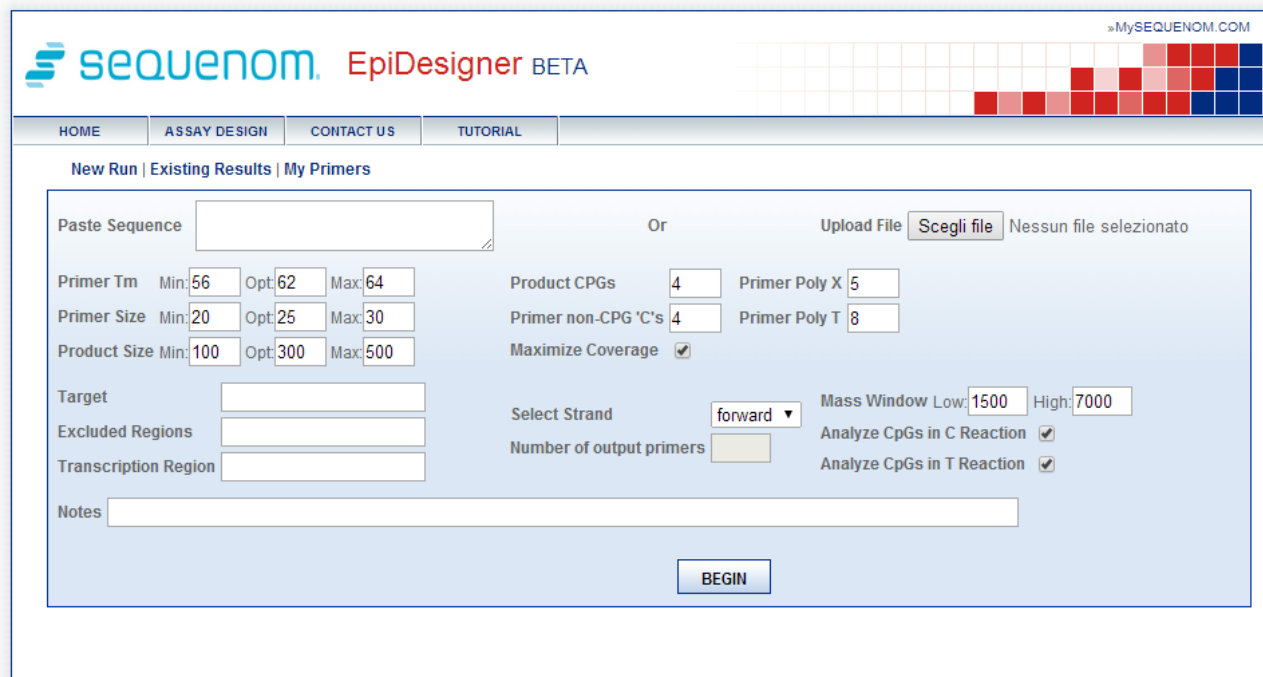 »MySEQUENOM.COM
sequenom. EpiDesigner BETA
HOME ASSAY DESIGN CONTACT US TUTORIAL
New Run | Existing Results | My Primers
Paste Sequence Or Upload File Scegli file Nessun file selezionato
Primer Tm Min: 56 Opt: 62 Max: 64 Product CPGs 4 Primer Poly X 5
Primer Size Min: 20 Opt: 25 Max: 30 Primer non-CPG 'C's 4 Primer Poly T 8
Product Size Min: 100 Opt: 300 Max: 500 Maximize Coverage
Target Mass Window Low: 1500 High: 7000
Select Strand forward
Excluded Regions Analyze CpGs in C Reaction
Number of output primers
Transcription Region Analyze CpGs in T Reaction
Notes
BEGIN